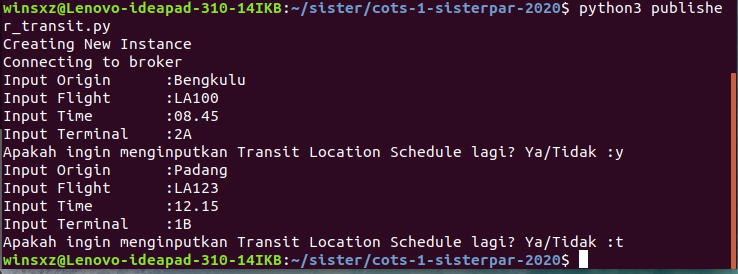 winsxz@Lenovo-ideapad-310-14IKB:~/sister/cots-1-sisterpar-2020$ python3 publishe
r_transit.py
Creating New Instance
Connecting to broker
Input Origin      :Bengkulu
Input Flight      :LA100
Input Time        :08.45
Input Terminal    :2A
Apakah ingin menginputkan Transit Location Schedule lagi? Ya/Tidak :y
Input Origin      :Padang
Input Flight      :LA123
Input Time        :12.15
Input Terminal    :1B
Apakah ingin menginputkan Transit Location Schedule lagi? Ya/Tidak :t
winsxz@Lenovo-ideapad-310-14IKB:~/sister/cots-1-sisterpar-2020$